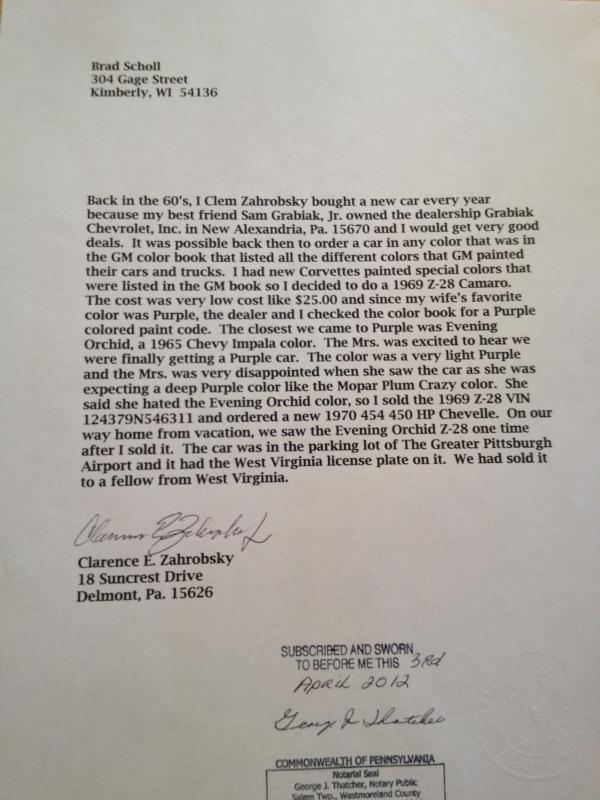 Brad Scholl
304 Gage Street
Kimberly, WI 54136
Back in the 60's, I Clem Zahrobsky bought a new car every year
because my best friend Sam Grabiak, Jr. owned the dealership Grabiak
Chevrolet, Inc. in New Alexandria, Pa. 15670 and I would get very good
deals. It was possible back then to order a car in any color that was in
the GM color book that listed all the different colors that GM painted
their cars and trucks. I had new Corvettes painted special colors that
were listed in the GM book so I decided to do a 1969 Z-28 Camaro.
The cost was very low cost like $25.00 and since my wife's favorite
color was Purple, the dealer and I checked the color book for a Purple
colored paint code. The closest we came to Purple was Evening
Orchid, a 1965 Chevy Impala color. The Mrs. was excited to hear we
were finally getting a Purple car. The color was a very light Purple
and the Mrs. was very disappointed when she saw the car as she was
expecting a deep Purple color like the Mopar Plum Crazy color. She
said she hated the Evening Orchid color, so I sold the 1969 Z-28 VIN
124379N546311 and ordered a new 1970 454 450 HP Chevelle. On our
way home from vacation, we saw the Evening Orchid Z-28 one time
after I sold it. The car was in the parking lot of The Greater Pittsburgh
Airport and it had the West Virginia license plate on it. We had sold it
to a fellow from West Virginia.
Clarence E. Zahrobsky
18 Suncrest Drive
Delmont, Pa. 15626
SUBSCRIBED AND SWORN
TO BEFORE ME THIS 3Rd
April 2012
George J. Thatcher
COMMONWEALTH OF PENNSYLVANIA
Notarial Seal
George J. Thatcher, Notary Public
Salem Twp., Westmoreland County